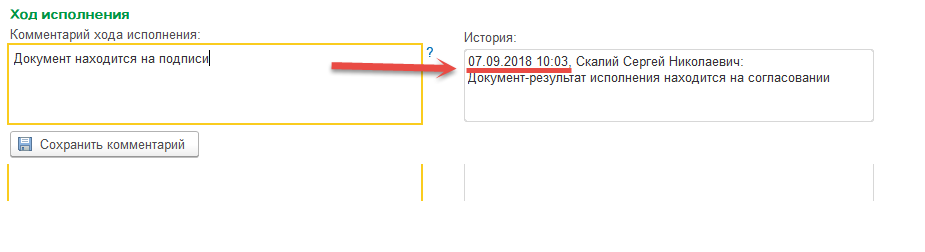 Ход исполнения
Комментарий хода исполнения:
Документ находится на подписи
?
Сохранить комментарий
История:
07.09.2018 10:03, Скалий Сергей Николаевич:
Документ-результат исполнения находится на согласовании